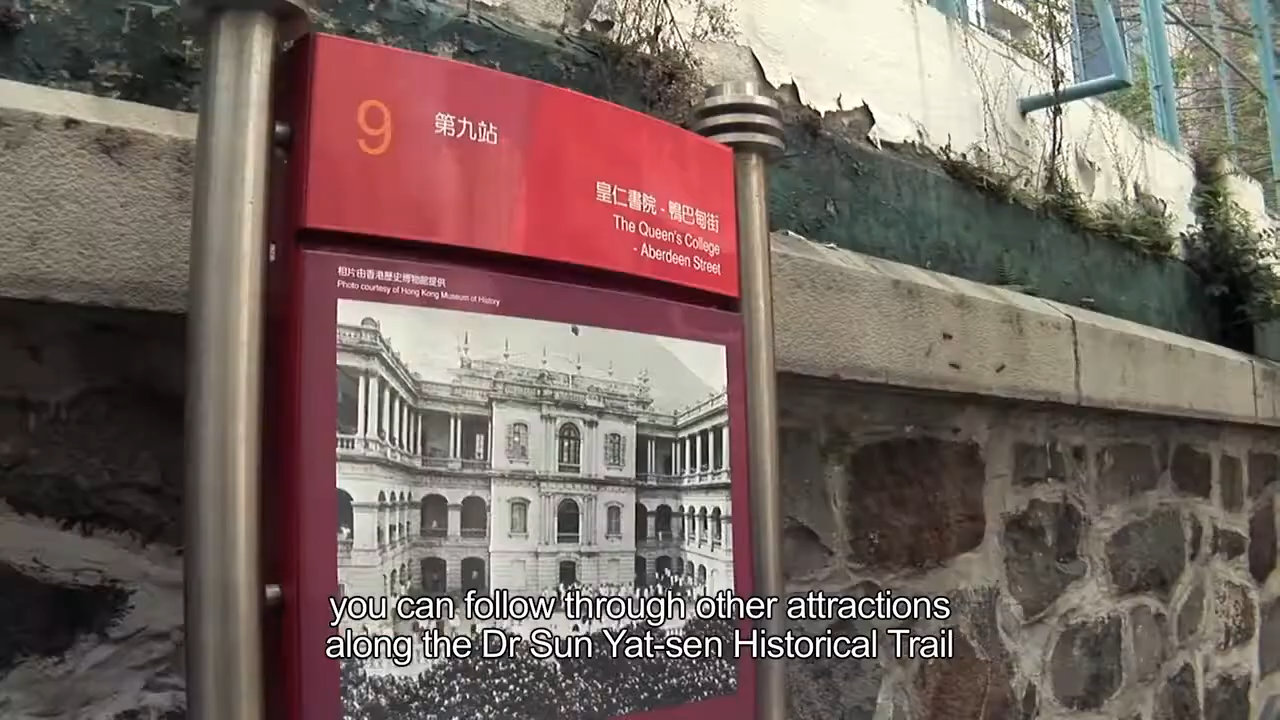 9 第九站
皇仁書院 - 鴨巴甸街
The Queen's College
- Aberdeen Street
相片由香港歷史博物館提供
Photo courtesy of Hong Kong Museum of History
you can follow through other attractions
along the Dr Sun Yat-sen Historical Trail